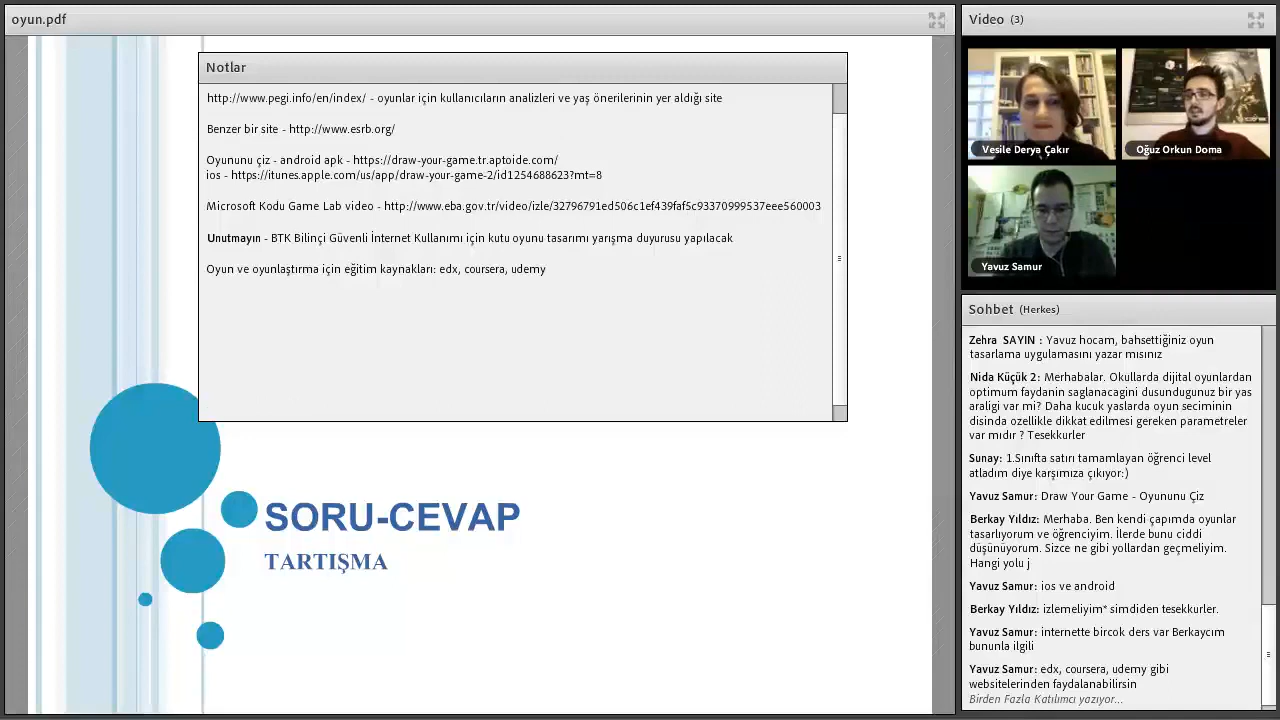 oyun.pdf
Notlar
http://www.pegi.info/en/index/ - oyunlar için kullanıcıların analizleri ve yaş önerilerinin yer aldığı site
Benzer bir site - http://www.esrb.org/
Oyununu çiz - android apk - https://draw-your-game.tr.aptoide.com/
ios - https://itunes.apple.com/us/app/draw-your-game-2/id1254688623?mt=8
Microsoft Kodu Game Lab video - http://www.eba.gov.tr/video/izle/32796791ed506c1ef439faf5c93370999537eee560003
Unutmayın - BTK Bilinçi Güvenli İnternet Kullanımı için kutu oyunu tasarımı yarışma duyurusu yapılacak
Oyun ve için eğitim kaynakları: edx, coursera, udemy
SORU-CEVAP
TARTIŞMA
Video (3)
Vesile Derya Çakır
Oğuz Orkun Doma
Yavuz Samur
Sohbet (Herkes)
Zehra SAYIN : Yavuz hocam, bahsettiğiniz oyun
tasarlama uygulamasını yazar mısınız
Nida Küçük 2: Merhabalar. Okullarda dijital oyunlardan
optimum faydanin saglanacagini dusundugunuz bir yas
araligi var mi? Daha kucuk yaslarda oyun seciminin
disinda ozellikle dikkat edilmesi gereken parametreler
var mıdır ? Tesekkurler
Sunay: 1.Sınıfta satırı tamamlayan öğrenci level
atladım diye karşımıza çıkıyor:)
Yavuz Samur: Draw Your Game - Oyununu Çiz
Berkay Yıldız: Merhaba. Ben kendi çapımda oyunlar
tasarlıyorum ve öğrenciyim. İlerde bunu ciddi
düşünüyorum. Sizce ne gibi yollardan geçmeliyim.
Hangi yolu j
Yavuz Samur: ios ve android
Berkay Yıldız: izlemeliyim* simdiden tesekkurler.
Yavuz Samur: internette bircok ders var Berkaycım
bununla ilgili
Yavuz Samur: edx, coursera, udemy gibi
websitelerinden faydalanabilirsin
Birden Fazla Katılımcı yazıyor...